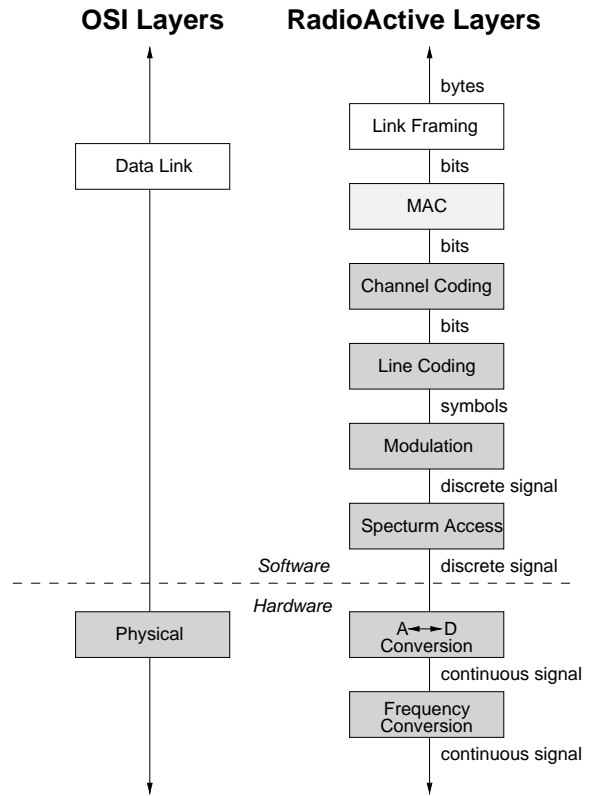 OSI Layers
RadioActive Layers
bytes
Link Framing
bits
Data Link
MAC
bits
Channel Coding
bits
Line Coding
symbols
Modulation
discrete signal
Specturm Access
Software
discrete signal
Hardware
Physical
A D
Conversion
continuous signal
Frequency
Conversion
continuous signal